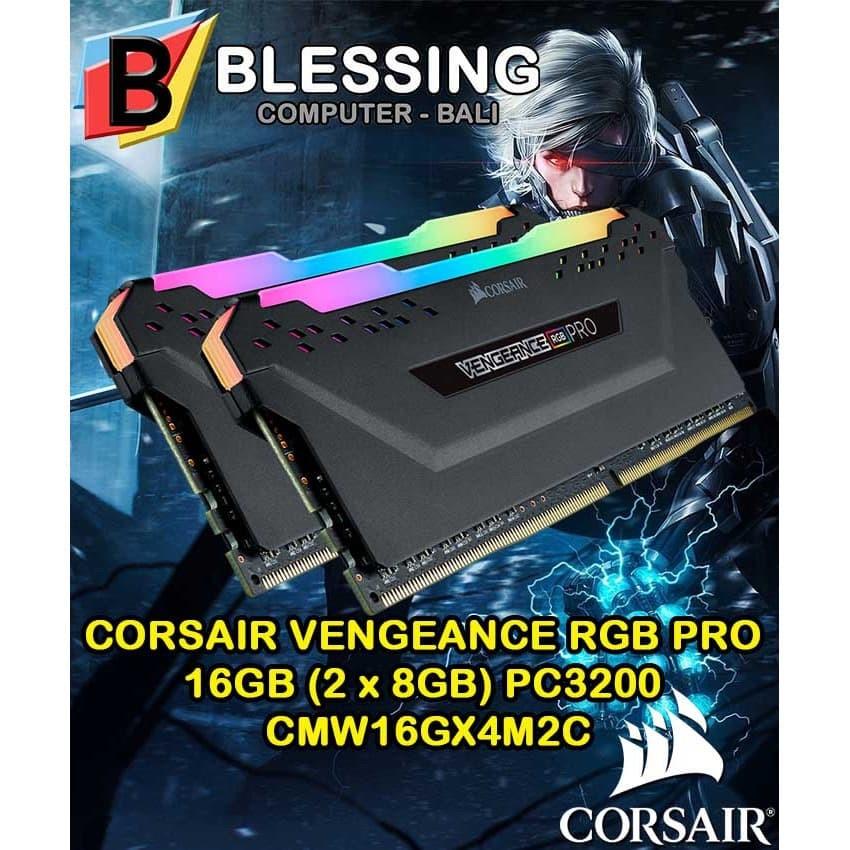 B
BLESSING
COMPUTER - BALI
CORSAIR
VENGEANCE RGB PRO
CORSAIR VENGEANCE RGB PRO
16GB (2 x 8GB) PC3200
CMW16GX4M2C
CORSAIR®